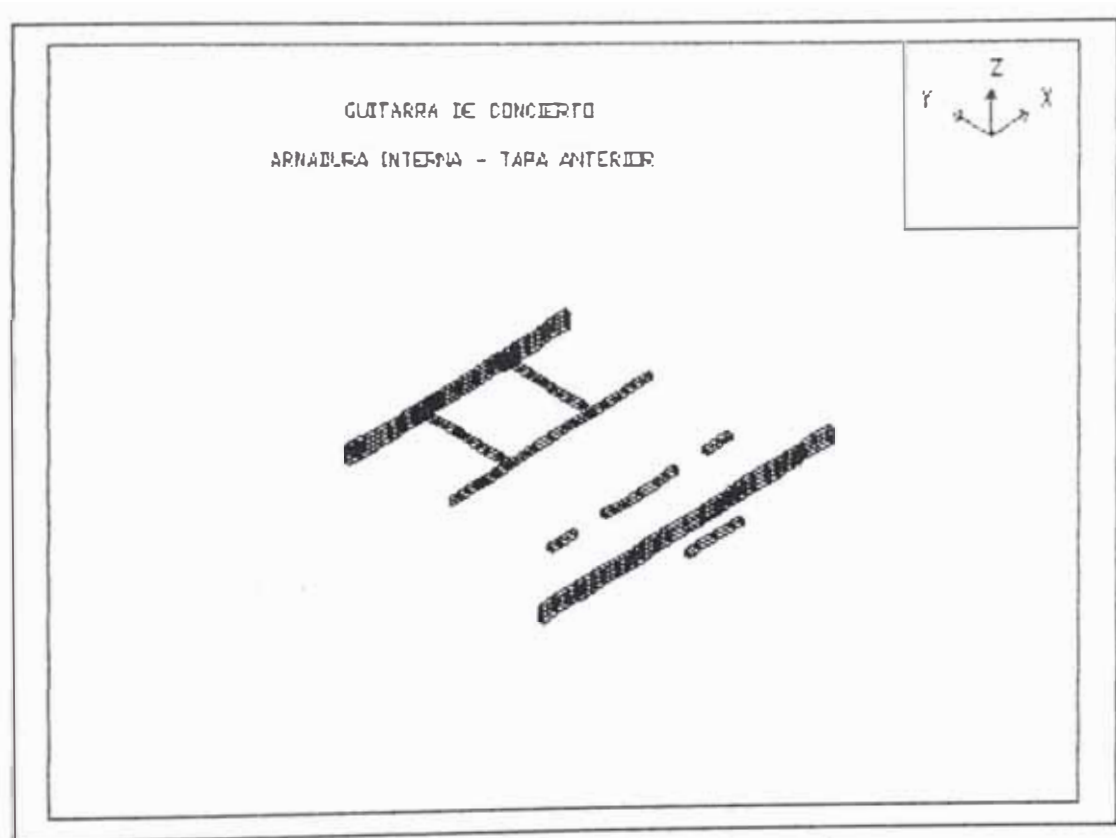 GUITARRA DE CONCIERTO
ARMADURA INTERNA - TAPA ANTERIOR
Z
Y X